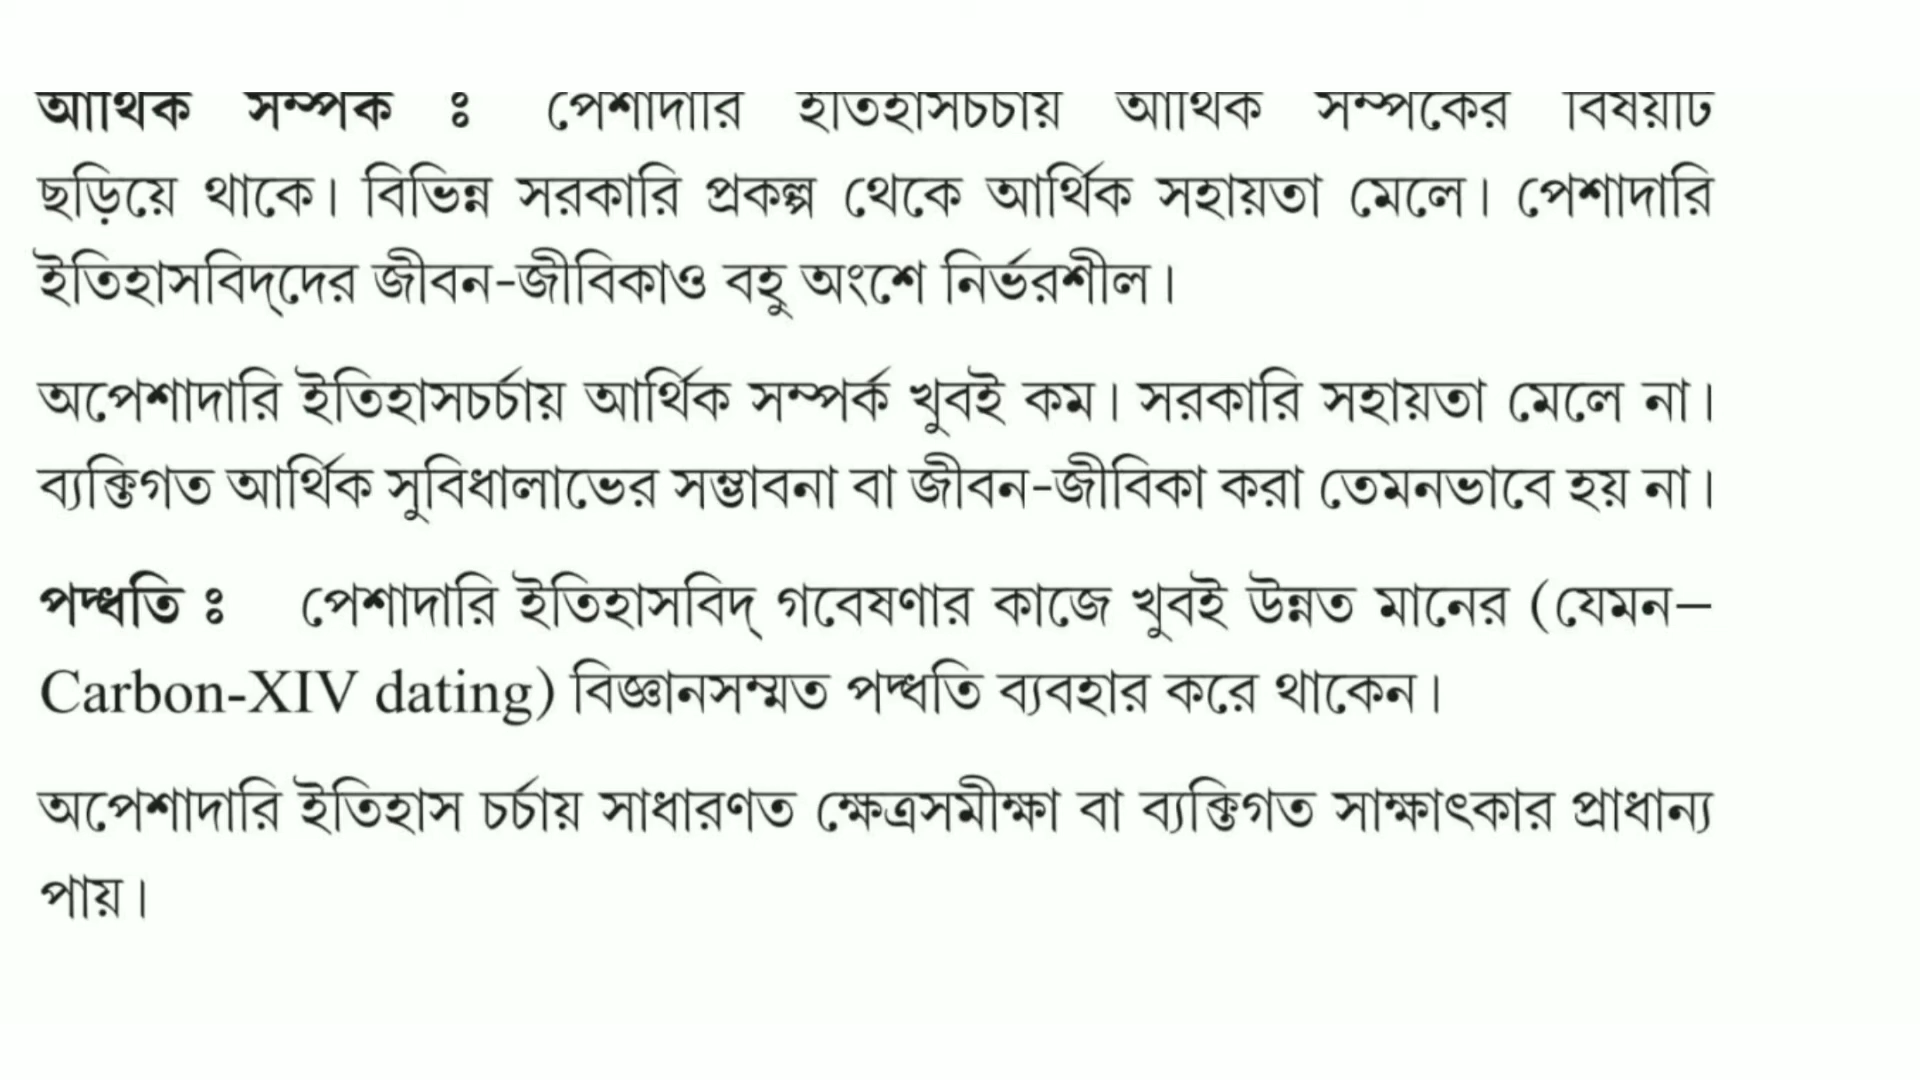 আর্থিক সম্পর্ক ঃ পেশাদারি ইতিহাসচর্চায় আর্থিক সম্পর্কের বিষয়টি
ছড়িয়ে থাকে। বিভিন্ন সরকারি প্রকল্প থেকে আর্থিক সহায়তা মেলে। পেশাদারি
ইতিহাসবিদ্‌দের জীবন-জীবিকাও বহু অংশে নির্ভরশীল।
অপেশাদারি ইতিহাসচর্চায় আর্থিক সম্পর্ক খুবই কম। সরকারি সহায়তা মেলে না।
ব্যক্তিগত আর্থিক সুবিধালাভের সম্ভাবনা বা জীবন-জীবিকা করা তেমনভাবে হয় না।
পদ্ধতি ঃ পেশাদারি ইতিহাসবিদ্ গবেষণার কাজে খুবই উন্নত মানের (যেমন–
Carbon-XIV dating) বিজ্ঞানসম্মত পদ্ধতি ব্যবহার করে থাকেন।
অপেশাদারি ইতিহাস চর্চায় সাধারণত ক্ষেত্রসমীক্ষা বা ব্যক্তিগত সাক্ষাৎকার প্রাধান্য
পায়।